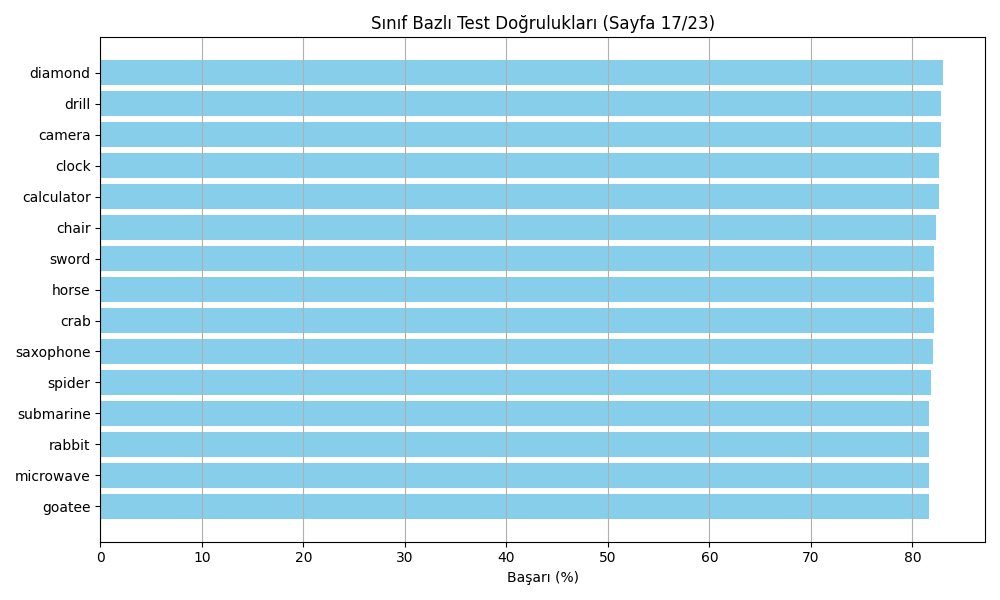 Sınıf Bazlı Test Doğrulukları (Sayfa 17/23)
diamond
drill
camera
clock
calculator
chair
sword
horse
crab
saxophone
spider
submarine
rabbit
microwave
goatee
0 10 20 30 40 50 60 70 80
Başarı (%)